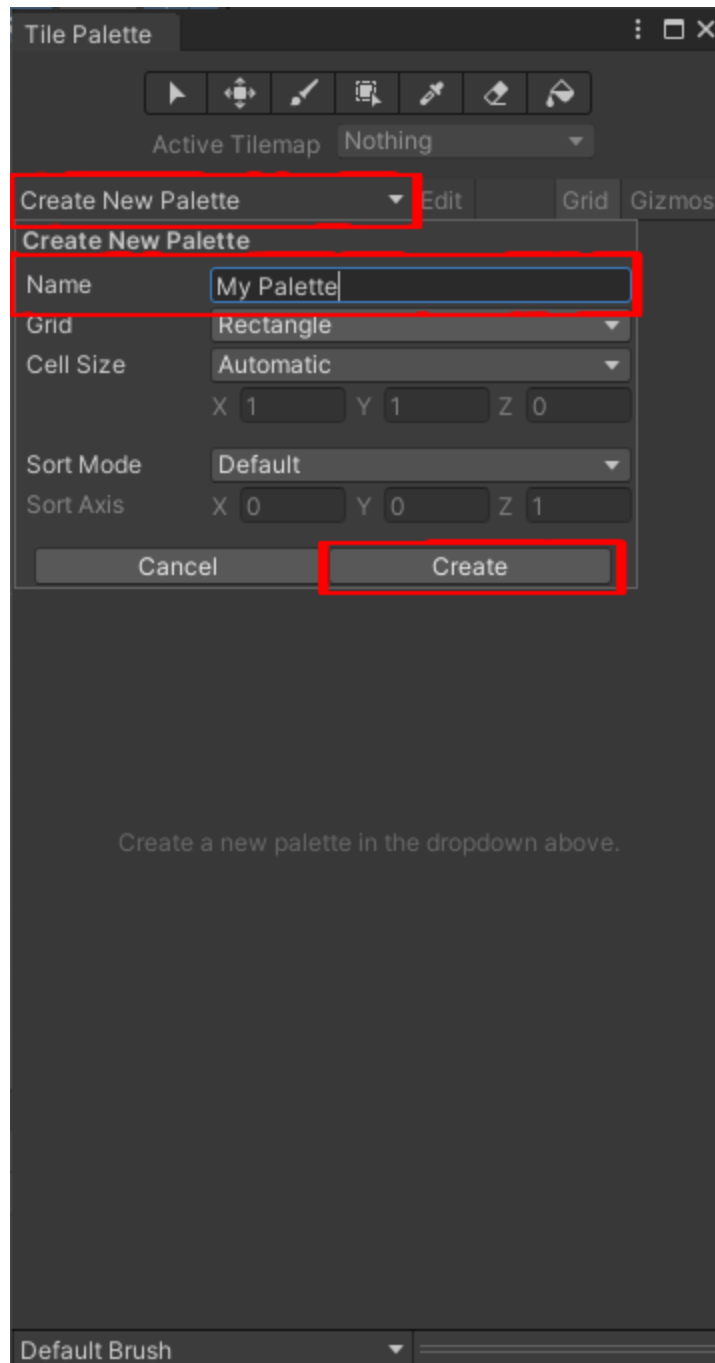 Tile Palette
Active Tilemap Nothing
Create New Palette Edit Grid Gizmos
Create New Palette
Name My Palette
Grid Rectangle
Cell Size Automatic
X 1 Y 1 Z 0
Sort Mode Default
Sort Axis X 0 Y 0 Z 1
Cancel Create
Create a new palette in the dropdown above.
Default Brush